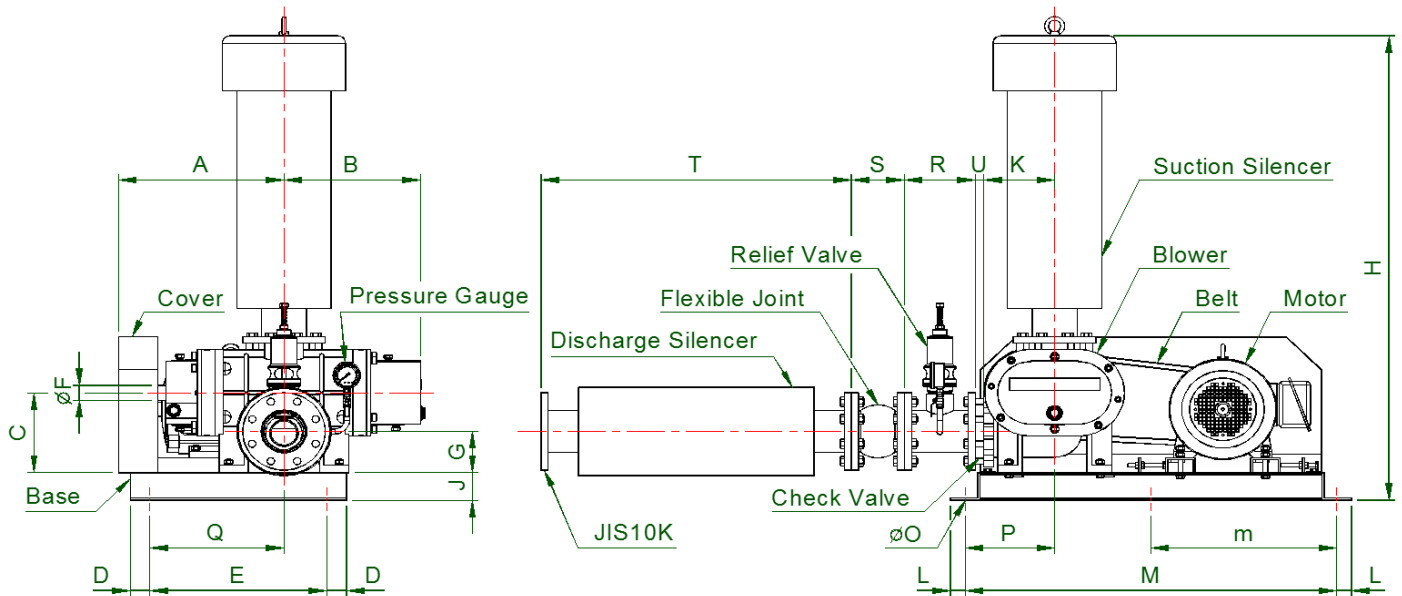 A
B
T
S
R
U
K
Suction Silencer
H
Relief Valve
Blower
Cover
Pressure Gauge
Flexible Joint
Belt
Motor
Discharge Silencer
øF
C
G
J
Base
Check Valve
JIS10K
øO
Q
P
m
D
E
D
L
M
L